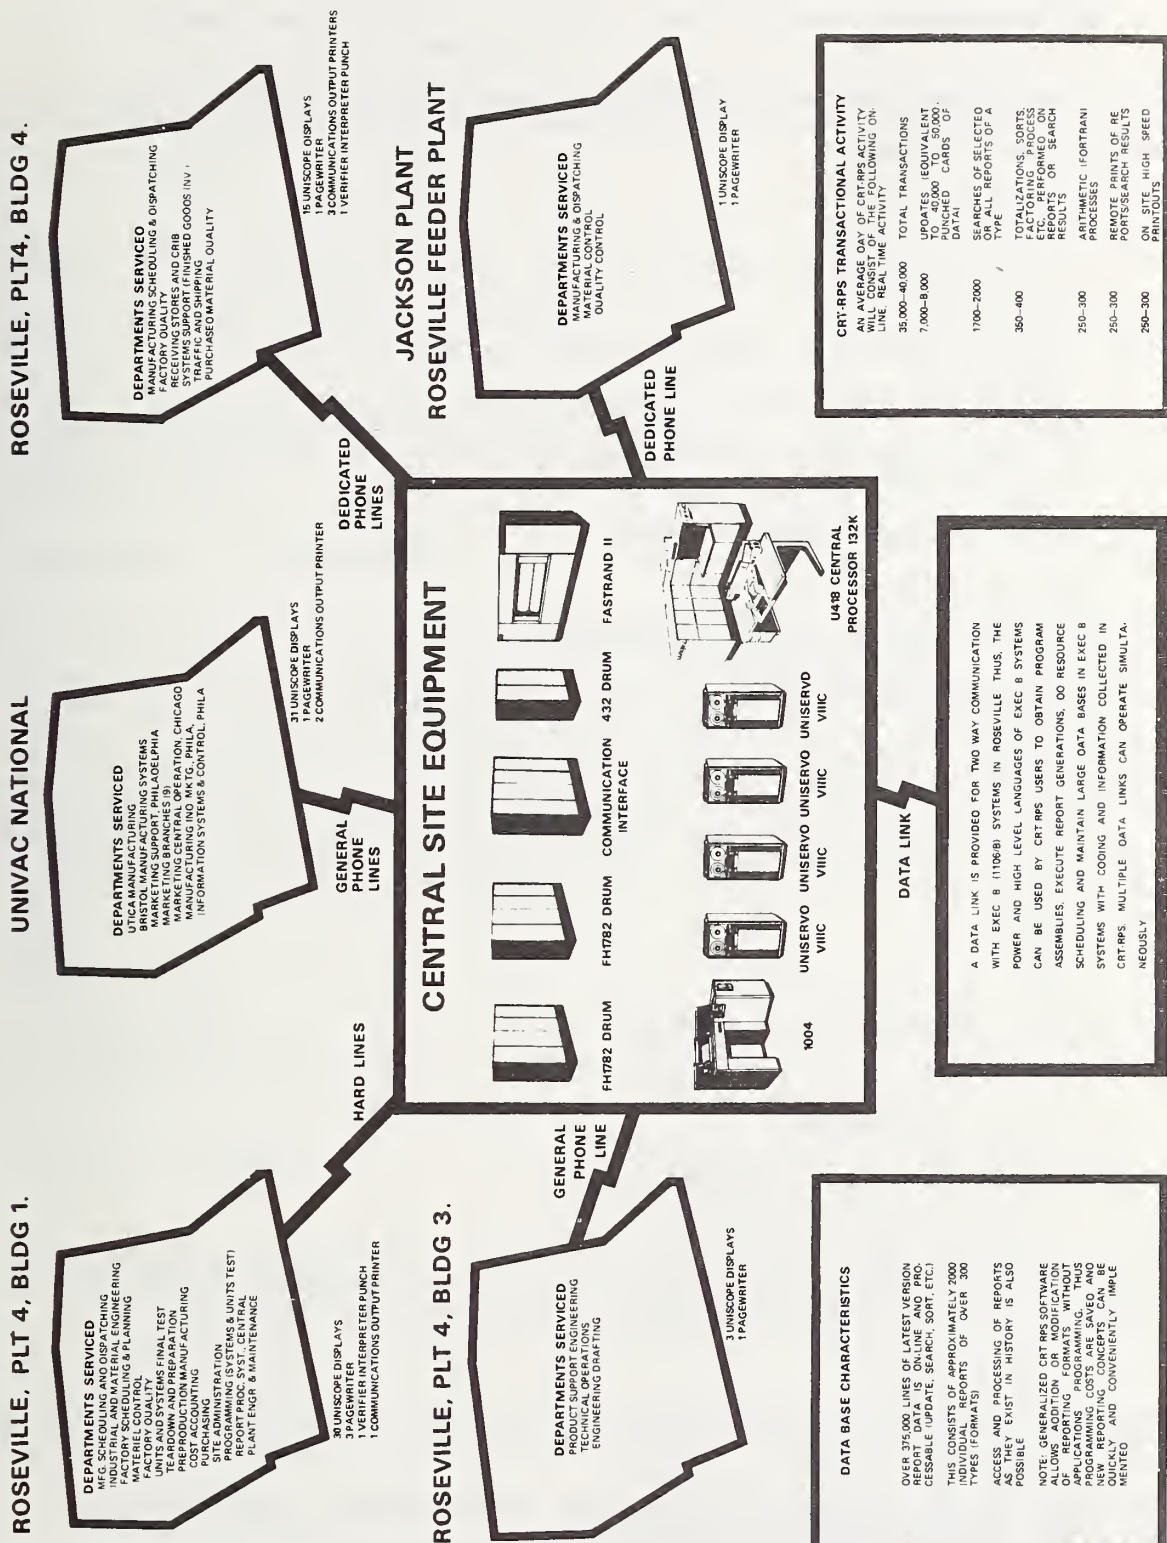 ROSEVILLE, PLT 4, BLDG 1.
DEPARTMENTS SERVICED
MFG. SCHEDULING AND DISPATCHING
INDUSTRIAL AND MATERIAL ENGINEERING
FACTORY SCHEDULING & PLANNING
MATERIEL CONTROL
FACTORY QUALITY
UNITS AND SYSTEMS FINAL TEST
TEARDOWN AND PREPARATION
PREPRODUCTION MANUFACTURING
COST ACCOUNTING
PURCHASING
SITE ADMINISTRATION
PROGRAMMING (SYSTEMS & UNITS TEST)
REPORT PROC. SYST., CENTRAL
PLANT ENGR & MAINTENANCE
30 UNISCOPE DISPLAYS
3 PAGEWRITER
1 VERIFIER INTERPRETER PUNCH
1 COMMUNICATIONS OUTPUT PRINTER
HARD LINES
UNIVAC NATIONAL
DEPARTMENTS SERVICED
UTICA MANUFACTURING
BRISTOL MANUFACTURING SYSTEMS
MARKETING SUPPORT, PHILADELPHIA
MARKETING BRANCHES (9)
MARKETING CENTRAL OPERATION, CHICAGO
MANUFACTURING IND MKTG., PHILA,
INFORMATION SYSTEMS & CONTROL, PHILA
31 UNISCOPE DISPLAYS
1 PAGEWRITER
2 COMMUNICATIONS OUTPUT PRINTER
GENERAL
PHONE
LINES
ROSEVILLE, PLT4, BLDG 4.
DEPARTMENTS SERVICEO
MANUFACTURING SCHEOULING & OISPATCHING
FACTORY QUALITY
RECEIVING STORES AND CRIB
SYSTEMS SUPPORT (FINISHED GOODS INV)
TRAFFIC AND SHIPPING
PURCHASEO MATERIAL QUALITY
15 UNISCOPE OISPLAYS
1 PAGEWRITER
3 COMMUNICATIONS OUTPUT PRINTERS
1 VERIFIER INTERPRETER PUNCH
DEDICATED
PHONE
LINES
ROSEVILLE, PLT 4, BLDG 3.
DEPARTMENTS SERVICED
PRODUCT SUPPORT ENGINEERING
TECHNICAL OPERATIONS
ENGINEERING DRAFTING
3 UNISCOPE DISPLAYS
1 PAGEWRITER
GENERAL
PHONE
LINE
CENTRAL SITE EQUIPMENT
FH1782 DRUM
FH1782 DRUM
COMMUNICATION
INTERFACE
432 DRUM
FASTRAND II
1004
UNISERVO
VIIIC
UNISERVO
VIIIC
UNISERVO
VIIIC
UNISERVD
VIIIC
U418 CENTRAL
PROCESSOR 132K
JACKSON PLANT
ROSEVILLE FEEDER PLANT
DEPARTMENTS SERVICED
MANUFACTURING & DISPATCHING
MATERIAL CONTROL
OUALITY CONTROL
1 UNISCOPE DISPLAY
1 PAGEWRITER
DEDICATED
PHONE LINE
DATA BASE CHARACTERISTICS
OVER 375,000 LINES OF LATEST VERSION
REPORT DATA IS ON-LINE AND PRO-
CESSABLE (UPDATE, SEARCH, SORT, ETC.)
THIS CONSISTS OF APPROXIMATELY 2000
INDIVIDUAL REPORTS OF OVER 300
TYPES (FORMATS)
ACCESS AND PROCESSING OF REPORTS
AS THEY EXIST IN HISTORY IS ALSO
POSSIBLE
NOTE: GENERALIZED CRT RPS SOFTWARE
ALLOWS ADDITION OR MODIFICATION
OF REPORTING FORMATS WITHOUT
APPLICATIONS PROGRAMMING. THUS
PROGRAMMING COSTS ARE SAVED AND
NEW REPORTING CONCEPTS CAN BE
QUICKLY AND CONVENIENTLY IMPLE
MENTEO
DATA LINK
A DATA LINK IS PROVIDED FOR TWO WAY COMMUNICATION
WITH EXEC 8 (1106/8) SYSTEMS IN ROSEVILLE THUS, THE
POWER AND HIGH LEVEL LANGUAGES OF EXEC 8 SYSTEMS
CAN BE USED BY CRT RPS USERS TO OBTAIN PROGRAM
ASSEMBLIES, EXECUTE REPORT GENERATIONS, OO RESOURCE
SCHEDULING AND MAINTAIN LARGE DATA BASES IN EXEC 8
SYSTEMS WITH COOING AND INFORMATION COLLECTED IN
CRT-RPS. MULTIPLE DATA LINKS CAN OPERATE SIMULTA-
NEOUSLY
CRT-RPS TRANSACTIONAL ACTIVITY
AN AVERAGE DAY OF CRT-RPS ACTIVITY
WILL CONSIST OF THE FOLLOWING ON-
LINE, REAL TIME ACTIVITY
35,000–40,000 TOTAL TRANSACTIONS
7,000–8,000 UPOATES (EQUIVALENT
TO 40,000 TO 50,000.
PUNCHED CARDS OF
DATA)
1700–2000 SEARCHES OF SELECTED
OR ALL REPORTS OF A
TYPE
350–400 TOTALIZATIONS, SORTS,
FACTORING PROCESS
ETC. PERFORMED ON
REPORTS OR SEARCH
RESULTS
250–300 ARITHMETIC (FORTRAN)
PROCESSES
250–300 REMOTE PRINTS OF RE
PORTS/SEARCH RESULTS
250–300 ON SITE HIGH SPEED
PRINTOUTS